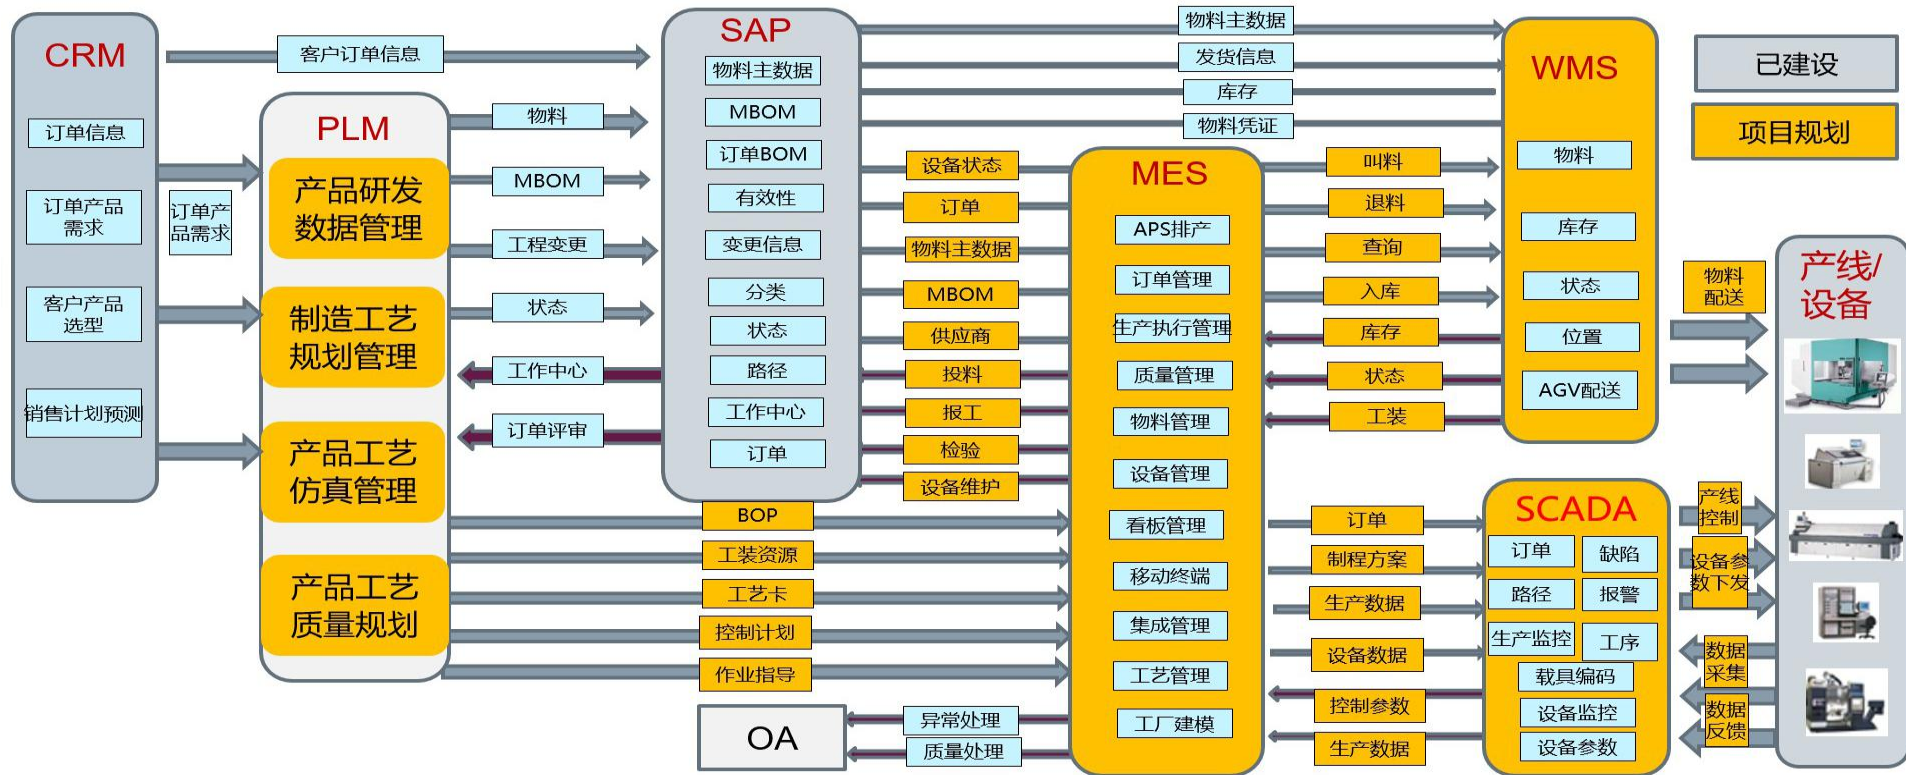 CRM
订单信息
订单产品
需求
客户产品
选型
销售计划预测
客户订单信息
订单产
品需求
PLM
产品研发
数据管理
制造工艺
规划管理
产品工艺
仿真管理
产品工艺
质量规划
物料
MBOM
工程变更
状态
工作中心
订单评审
SAP
物料主数据
MBOM
订单BOM
有效性
变更信息
分类
状态
路径
工作中心
订单
BOP
工装资源
工艺卡
控制计划
作业指导
OA
物料主数据
发货信息
库存
物料凭证
设备状态
订单
物料主数据
MBOM
供应商
投料
报工
检验
设备维护
异常处理
质量处理
MES
APS排产
订单管理
生产执行管理
质量管理
物料管理
设备管理
看板管理
移动终端
集成管理
工艺管理
工厂建模
叫料
退料
查询
入库
库存
状态
工装
订单
制程方案
生产数据
设备数据
控制参数
生产数据
WMS
物料
库存
状态
位置
AGV配送
SCADA
订单
缺陷
路径
报警
生产监控
工序
载具编码
设备监控
设备参数
已建设
项目规划
物料
配送
产线
控制
设备参
数下发
数据
采集
数据
反馈
产线/
设备